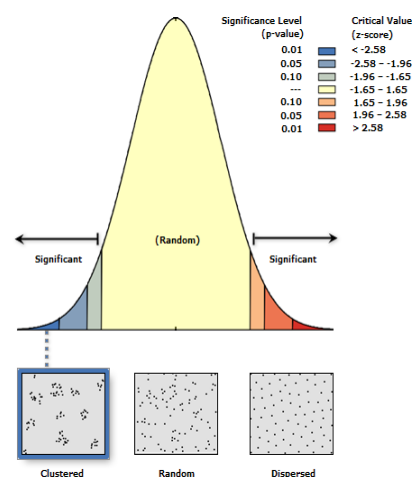 Significance Level Critical Value
(p-value) (z-score)
0.01 < -2.58
0.05 -2.58 – -1.96
0.10 -1.96 – -1.65
--- -1.65 – 1.65
0.10 1.65 – 1.96
0.05 1.96 – 2.58
0.01 > 2.58
(Random)
Significant Significant
Clustered Random Dispersed